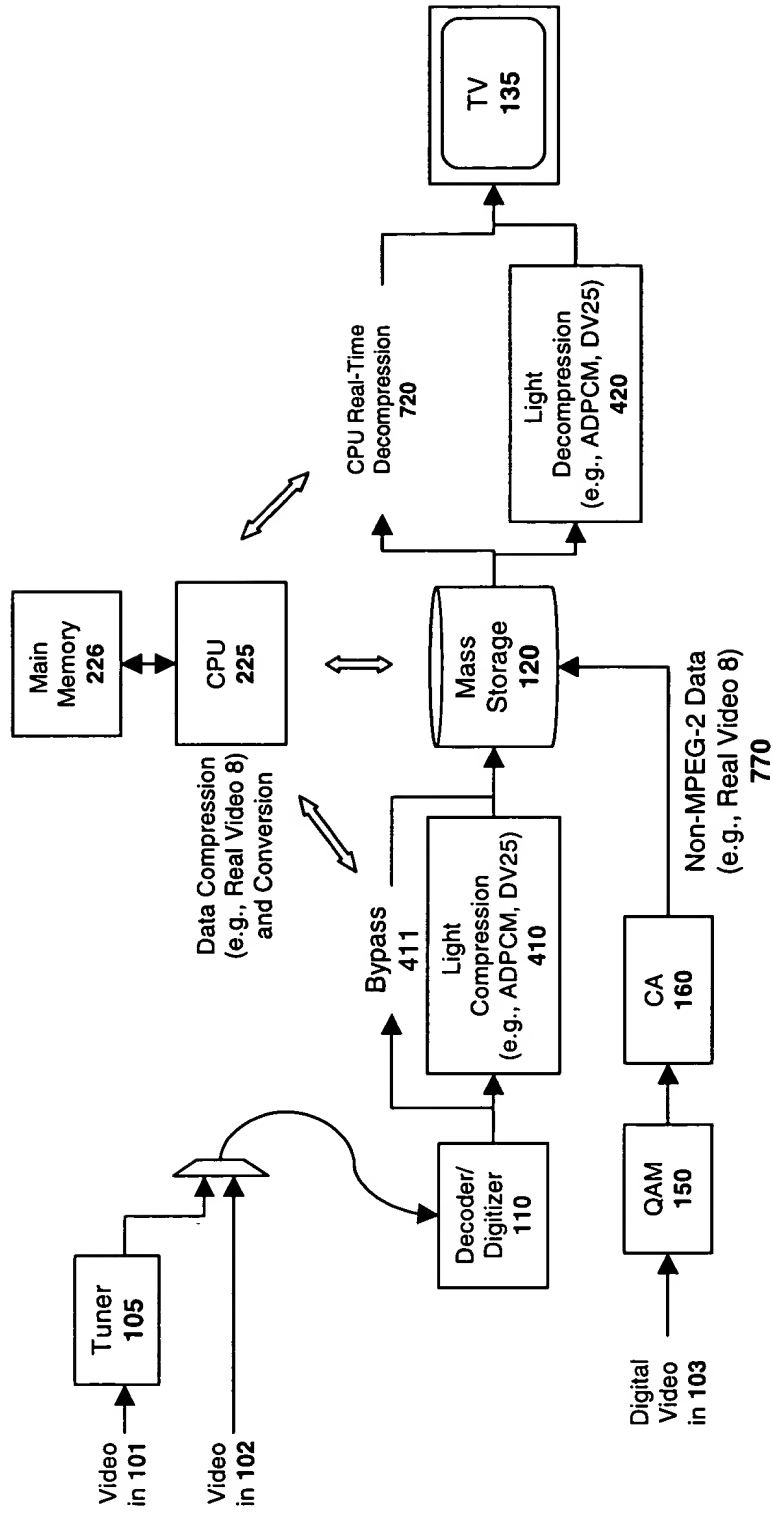 Video
in 101
Tuner
105
Video
in 102
Decoder/
Digitizer
110
Bypass
411
Light
Compression
(e.g., ADPCM, DV25)
410
Data Compression
(e.g., Real Video 8)
and Conversion
Main
Memory
226
CPU
225
Mass
Storage
120
CPU Real-Time
Decompression
720
Light
Decompression
(e.g., ADPCM, DV25)
420
TV
135
Digital
Video
in 103
QAM
150
CA
160
Non-MPEG-2 Data
(e.g., Real Video 8)
770